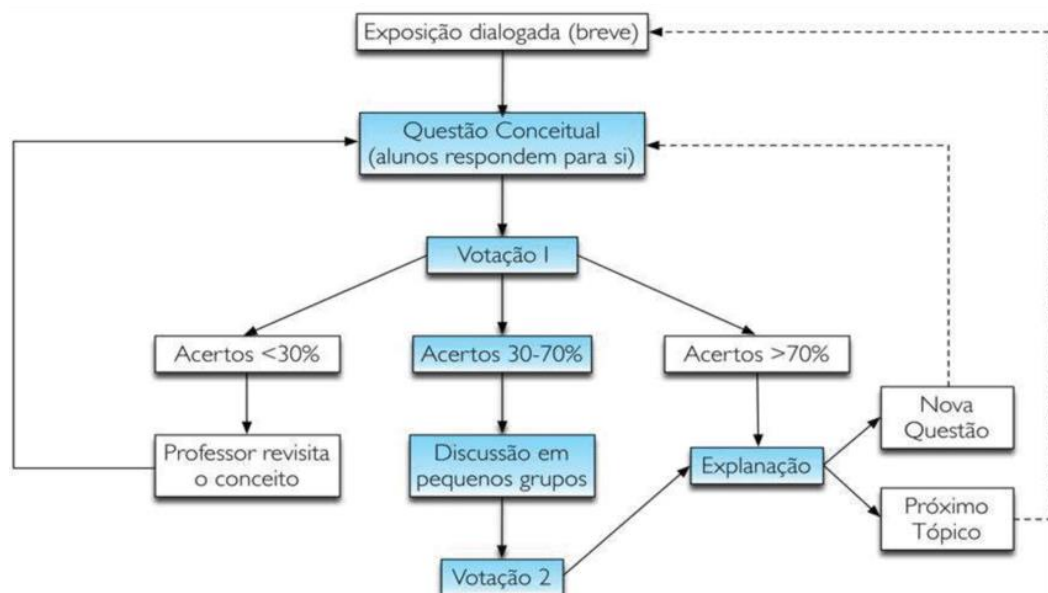 Exposição dialogada (breve)
Questão Conceitual
(alunos respondem para si)
Votação 1
Acertos <30%
Acertos 30-70%
Acertos >70%
Professor revisita
o conceito
Discussão em
pequenos grupos
Explanação
Nova
Questão
Próximo
Tópico
Votação 2